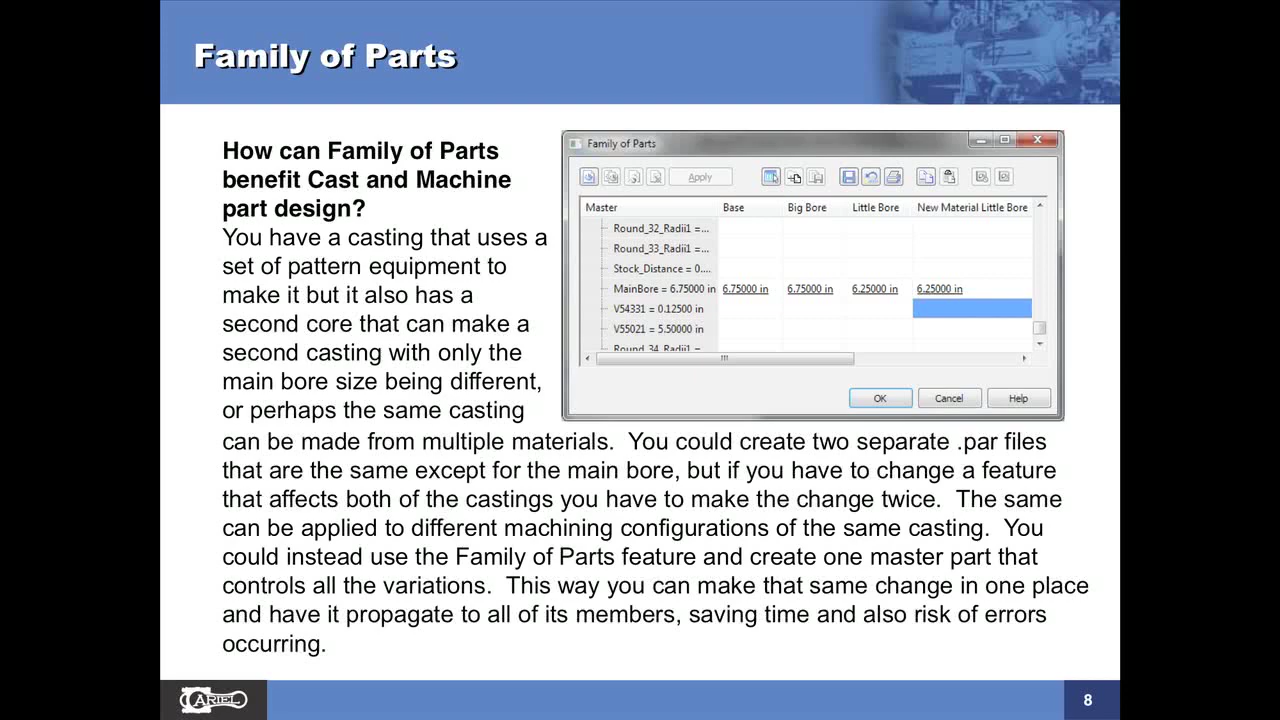 Family of Parts
How can Family of Parts
benefit Cast and Machine
part design?
You have a casting that uses a
set of pattern equipment to
make it but it also has a
second core that can make a
second casting with only the
main bore size being different,
or perhaps the same casting
can be made from multiple materials.  You could create two separate .par files
that are the same except for the main bore, but if you have to change a feature
that affects both of the castings you have to make the change twice.  The same
can be applied to different machining configurations of the same casting.  You
could instead use the Family of Parts feature and create one master part that
controls all the variations.  This way you can make that same change in one place
and have it propagate to all of its members, saving time and also risk of errors
occurring.
Family of Parts
Apply
Master Base Big Bore Little Bore New Material Little Bore
Round_32_Radii1 =...
Round_33_Radii1 =...
Stock_Distance = 0....
MainBore = 6.75000 in 6.75000 in 6.75000 in 6.25000 in 6.25000 in
V54331 = 0.12500 in
V55021 = 5.50000 in
Round_34_Radii1 =
OK Cancel Help
ARIEL
8